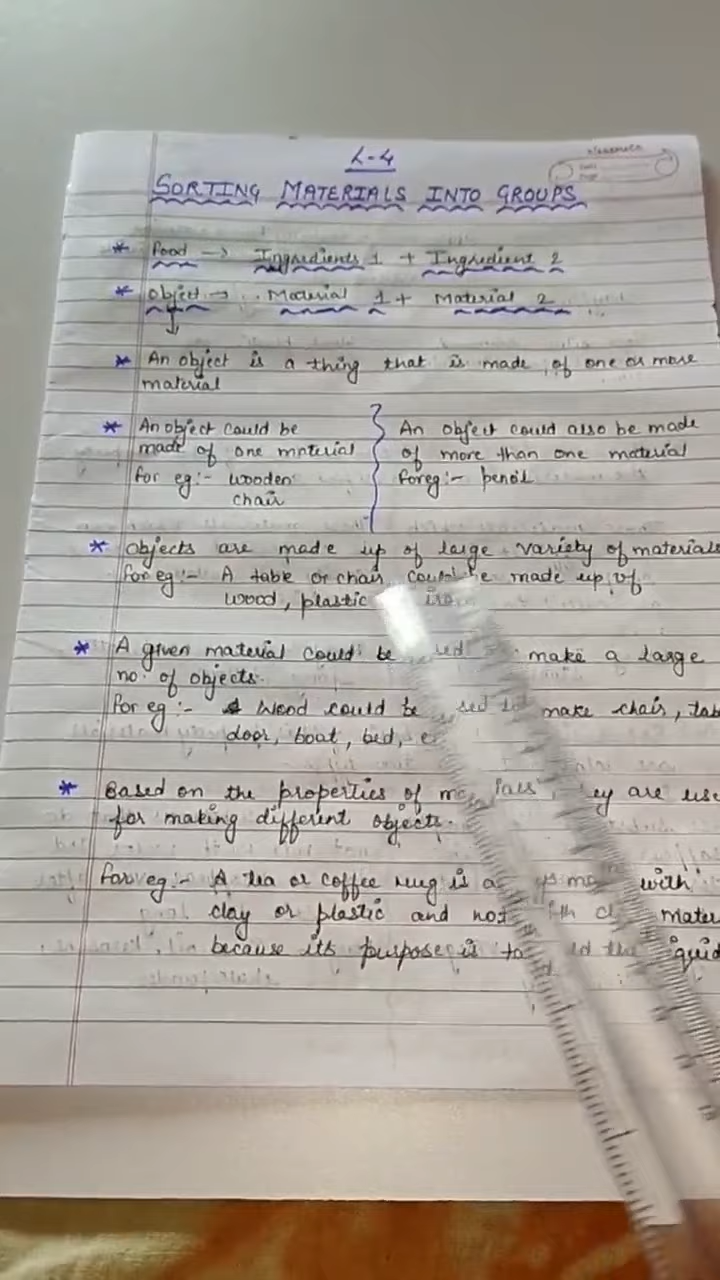 L-4
SORTING MATERIALS INTO GROUPS
* Food → Ingredients 1 + Ingredient 2
* Object → Material 1 + Material 2
* An object is a thing that is made of one or more
material
* An object could be
made of one material
for eg:- wooden
chair
An object could also be made
of more than one material
for eg:- pencil
* Objects are made up of large variety of materials
for eg:- A table or chair could be made up of
wood, plastic
* A given material could be make a large
no. of objects.
for eg:- Wood could be make chair,
door, boat, bed,
* Based on the properties of they are
for making different objects.
for eg:- A tea or coffee mug is with
clay or plastic and not
because its purpose is to